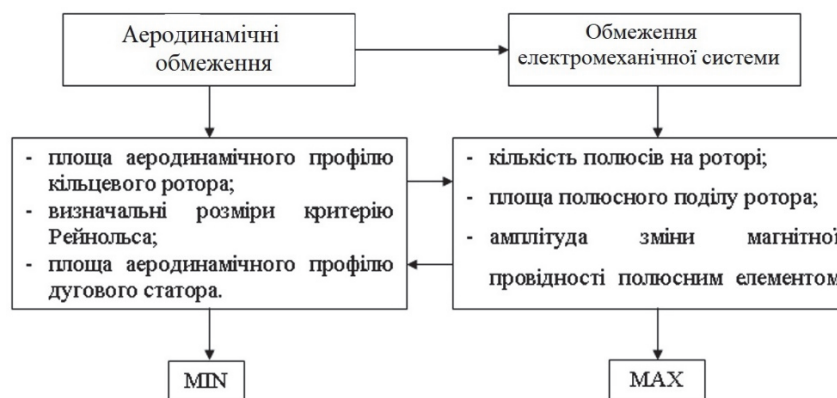 Аеродинамічні
обмеження
Обмеження
електромеханічної системи
- площа аеродинамічного профілю
кільцевого ротора;
- визначальні розміри критерію
Рейнольса;
- площа аеродинамічного профілю
дугового статора.
- кількість полюсів на роторі;
- площа полюсного поділу ротора;
- амплітуда зміни магнітної
провідності полюсним елементом
MIN
MAX